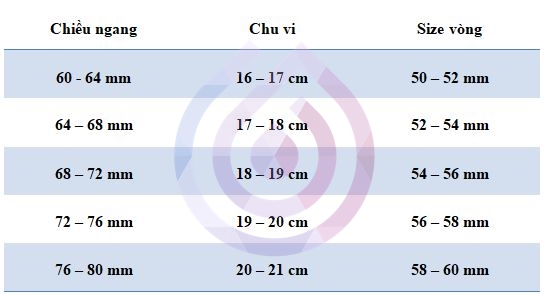 Chiều ngang Chu vi Size vòng
60 - 64 mm 16 – 17 cm 50 – 52 mm
64 – 68 mm 17 – 18 cm 52 – 54 mm
68 – 72 mm 18 – 19 cm 54 – 56 mm
72 – 76 mm 19 – 20 cm 56 – 58 mm
76 – 80 mm 20 – 21 cm 58 – 60 mm